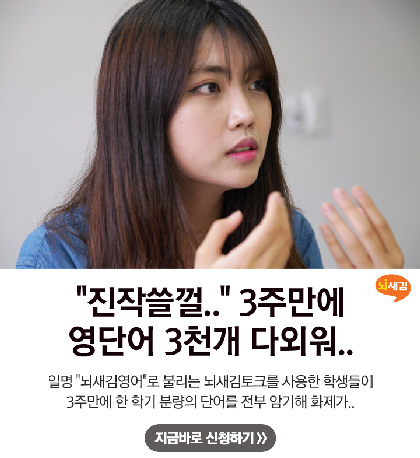 뇌새김
"진작쓸껄.." 3주만에
영단어 3천개 다외워..
일명 "뇌새김영어"로 불리는 뇌새김토크를 사용한 학생들이
3주만에 한 학기 분량의 단어를 전부 암기해 화제가..
지금바로 신청하기 》